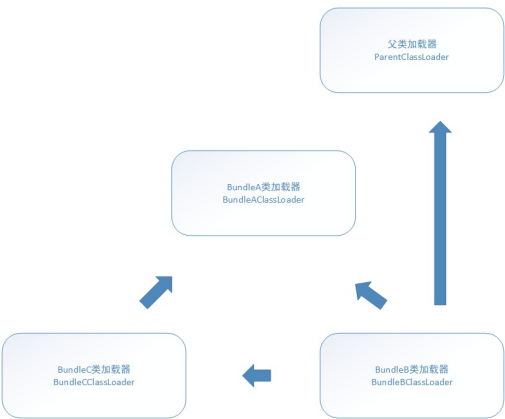 父类加载器
ParentClassLoader
BundleA类加载器
BundleAClassLoader
BundleC类加载器
BundleCClassLoader
BundleB类加载器
BundleBClassLoader